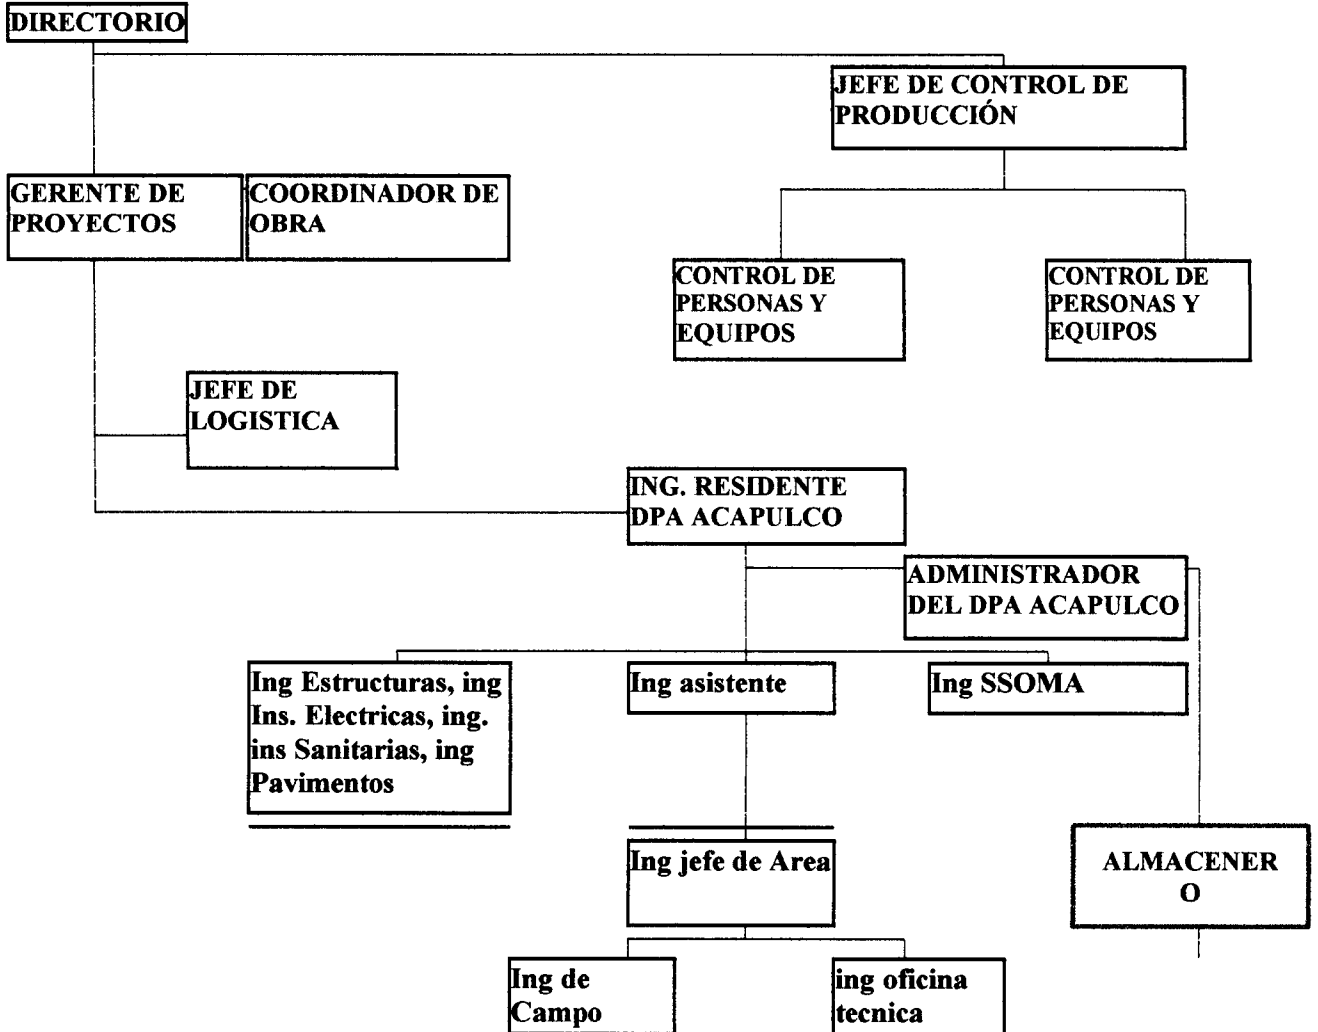 DIRECTORIO
JEFE DE CONTROL DE
PRODUCCIÓN
GERENTE DE
PROYECTOS
COORDINADOR DE
OBRA
CONTROL DE
PERSONAS Y
EQUIPOS
CONTROL DE
PERSONAS Y
EQUIPOS
JEFE DE
LOGISTICA
ING. RESIDENTE
DPA ACAPULCO
ADMINISTRADOR
DEL DPA ACAPULCO
Ing Estructuras, ing
Ins. Electricas, ing.
ins Sanitarias, ing
Pavimentos
Ing asistente
Ing SSOMA
Ing jefe de Area
ALMACENER
O
Ing de
Campo
ing oficina
tecnica